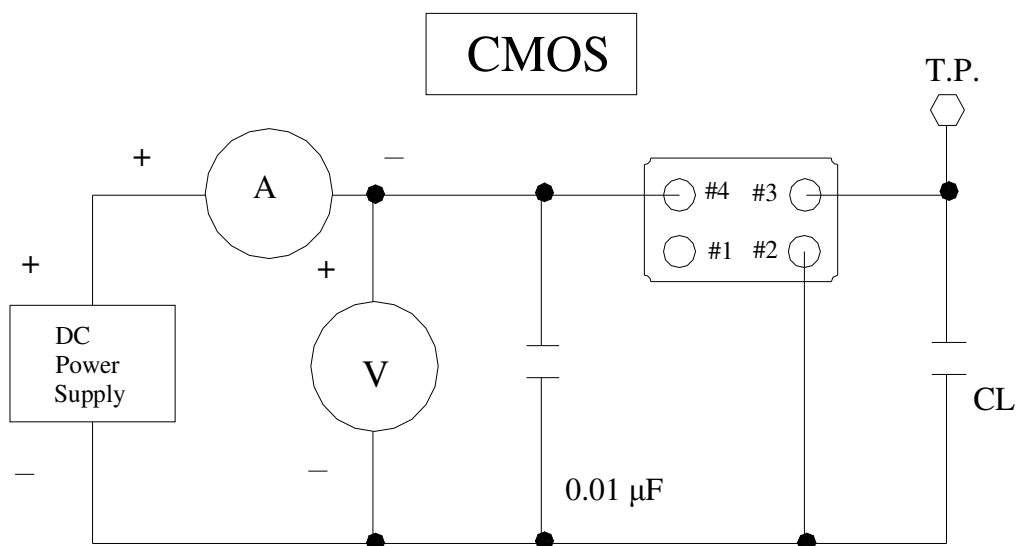 CMOS
T.P.
+
–
A
#4
#3
#1
#2
+
+
DC
Power
Supply
V
CL
–
–
0.01 μF